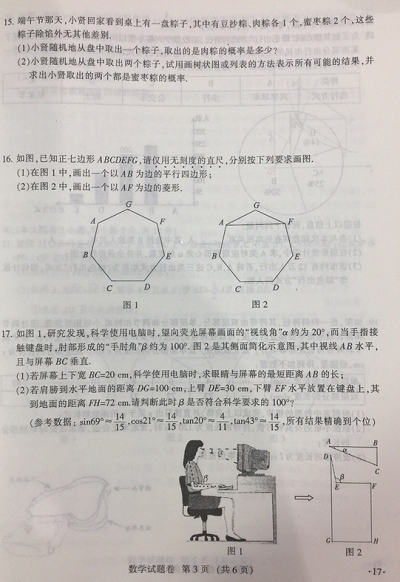 15. 端午节那天,小贤回家看到桌上有一盘粽子,其中有豆沙粽、肉粽各1个,蜜枣粽2个,这些
粽子除馅外无其他差别.
(1)小贤随机地从盘中取出一个粽子,取出的是肉粽的概率是多少?
(2)小贤随机地从盘中取出两个粽子,试用画树状图或列表的方法表示所有可能的结果,并
求出小贤取出的两个都是蜜枣粽的概率.
16. 如图,已知正七边形ABCDEFG,请仅用无刻度的直尺,分别按下列要求画图.
(1)在图1中,画出一个以AB为边的平行四边形;
(2)在图2中,画出一个以AF为边的菱形.
G
A F
B E
C D
图1
G
A F
B E
C D
图2
17. 如图1,研究发现,科学使用电脑时,望向荧光屏幕画面的“视线角”α约为20°,而当手指接
触键盘时,肘部形成的“手肘角”β约为100°.图2是其侧面简化示意图,其中视线AB水平,
且与屏幕BC垂直.
(1)若屏幕上下宽BC=20 cm,科学使用电脑时,求眼睛与屏幕的最短距离AB的长;
(2)若肩膀到水平地面的距离DG=100 cm,上臂DE=30 cm,下臂EF水平放置在键盘上,其
到地面的距离FH=72 cm.请判断此时β是否符合科学要求的100°?
(参考数据:sin69°≈14/15,cos21°≈14/15,tan20°≈4/11,tan43°≈14/15,所有结果精确到个位)
α
β
图1
A B
α
D C
β
E F
G H
图2
数学试题卷 第3页 (共6页)
·17·